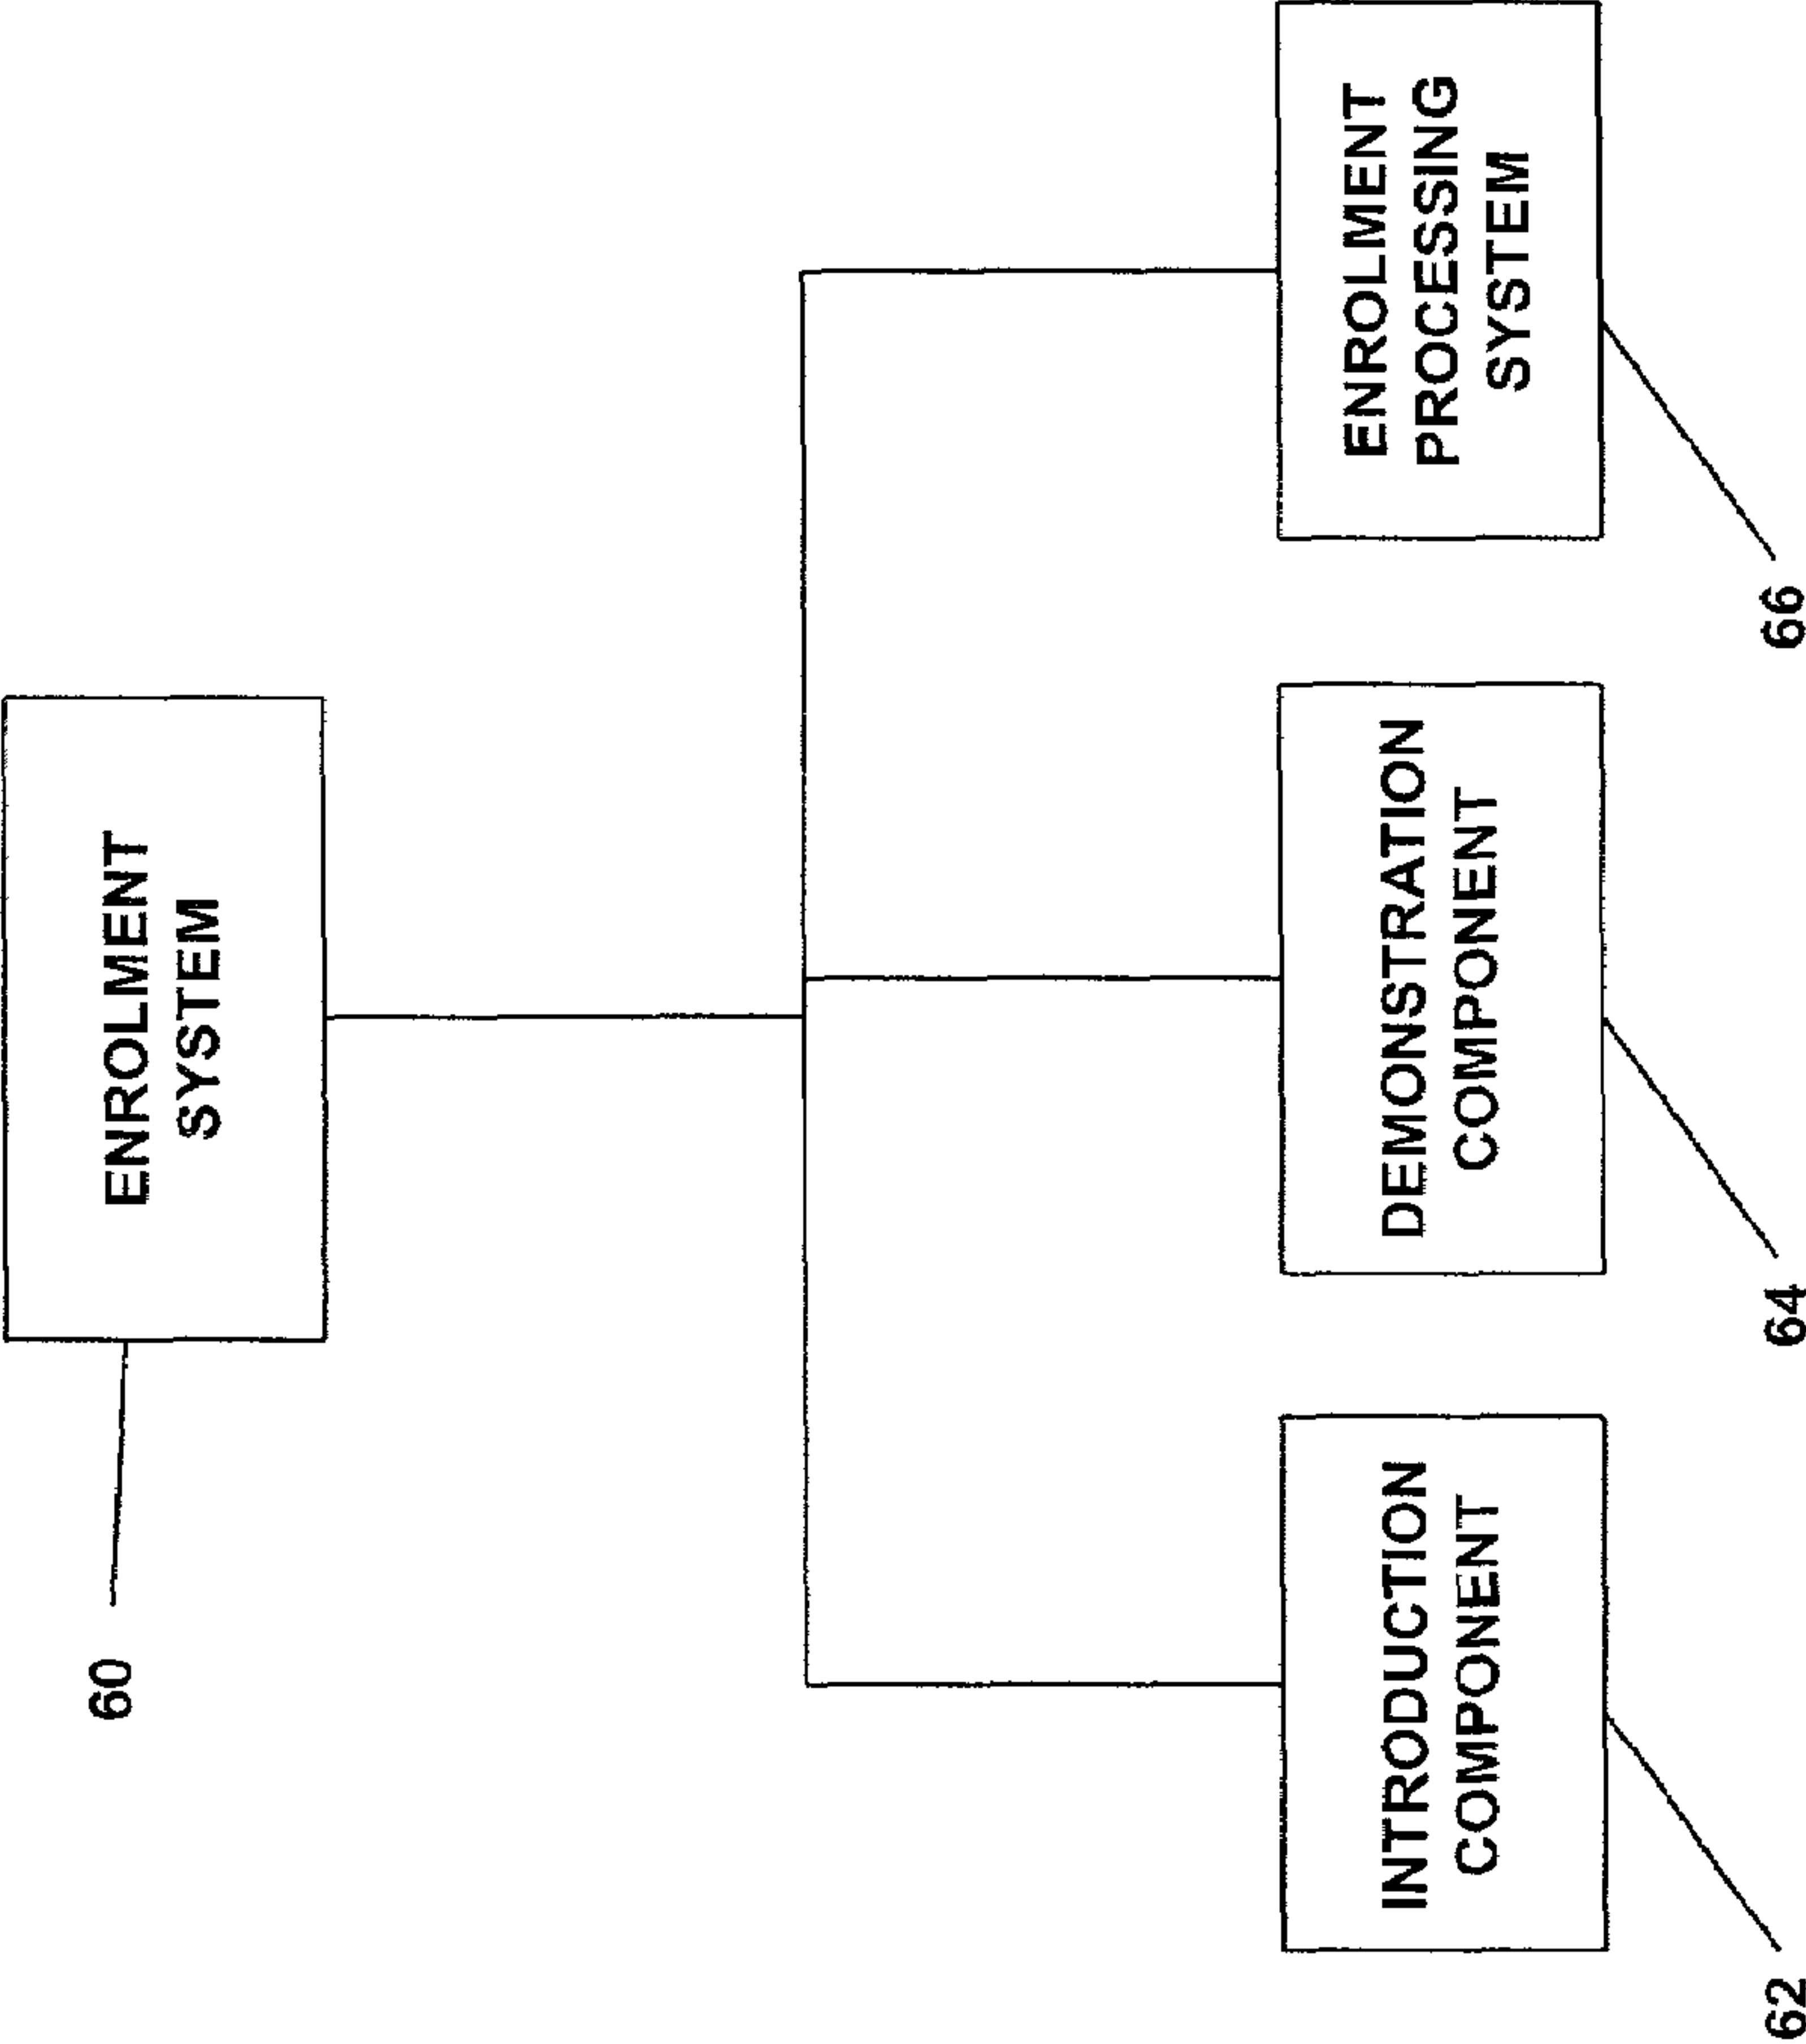 60
ENROLMENT
SYSTEM
INTRODUCTION
COMPONENT
DEMONSTRATION
COMPONENT
ENROLMENT
PROCESSING
SYSTEM
62
64
66